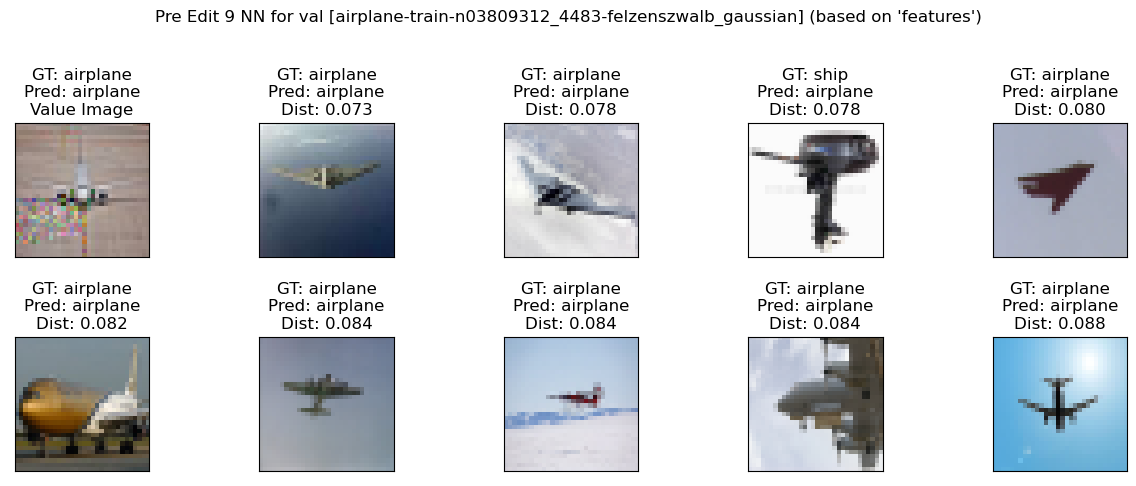 Pre Edit 9 NN for val [airplane-train-n03809312_4483-felzenszwalb_gaussian] (based on 'features')
GT: airplane
Pred: airplane
Value Image
GT: airplane
Pred: airplane
Dist: 0.073
GT: airplane
Pred: airplane
Dist: 0.078
GT: ship
Pred: airplane
Dist: 0.078
GT: airplane
Pred: airplane
Dist: 0.080
GT: airplane
Pred: airplane
Dist: 0.082
GT: airplane
Pred: airplane
Dist: 0.084
GT: airplane
Pred: airplane
Dist: 0.084
GT: airplane
Pred: airplane
Dist: 0.084
GT: airplane
Pred: airplane
Dist: 0.088